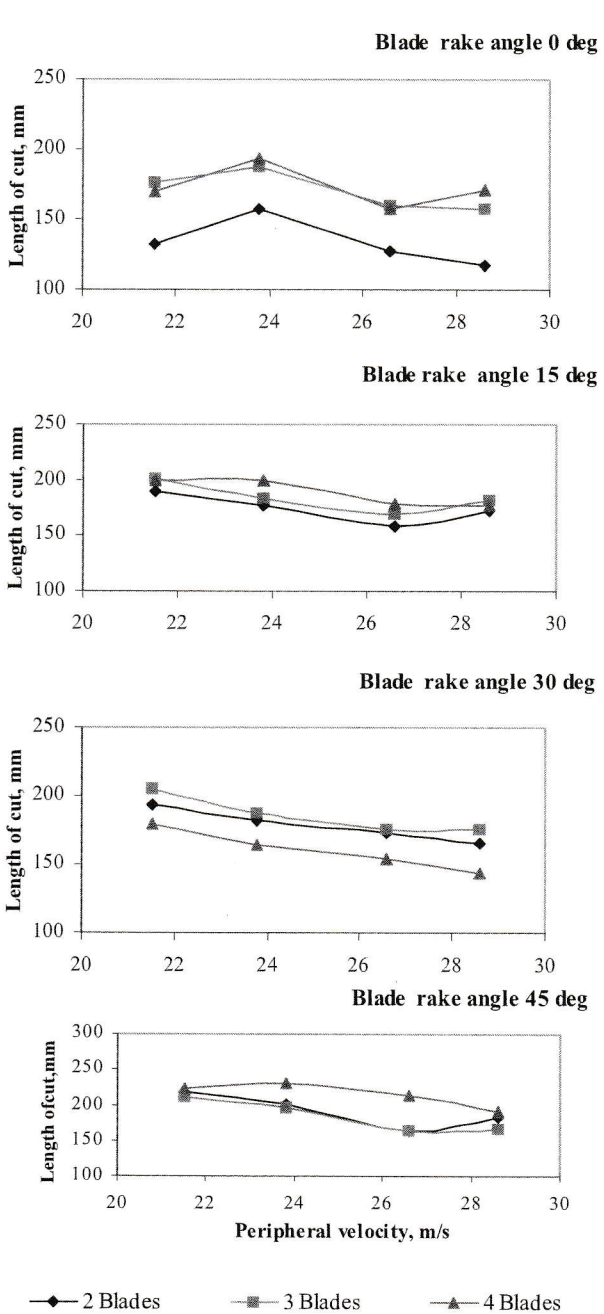 Blade rake angle 0 deg
Length of cut, mm
250
200
150
100
20 22 24 26 28 30
Blade rake angle 15 deg
Length of cut, mm
250
200
150
100
20 22 24 26 28 30
Blade rake angle 30 deg
Length of cut, mm
250
200
150
100
20 22 24 26 28 30
Blade rake angle 45 deg
Length ofcut,mm
300
250
200
150
100
20 22 24 26 28 30
Peripheral velocity, m/s
2 Blades 3 Blades 4 Blades